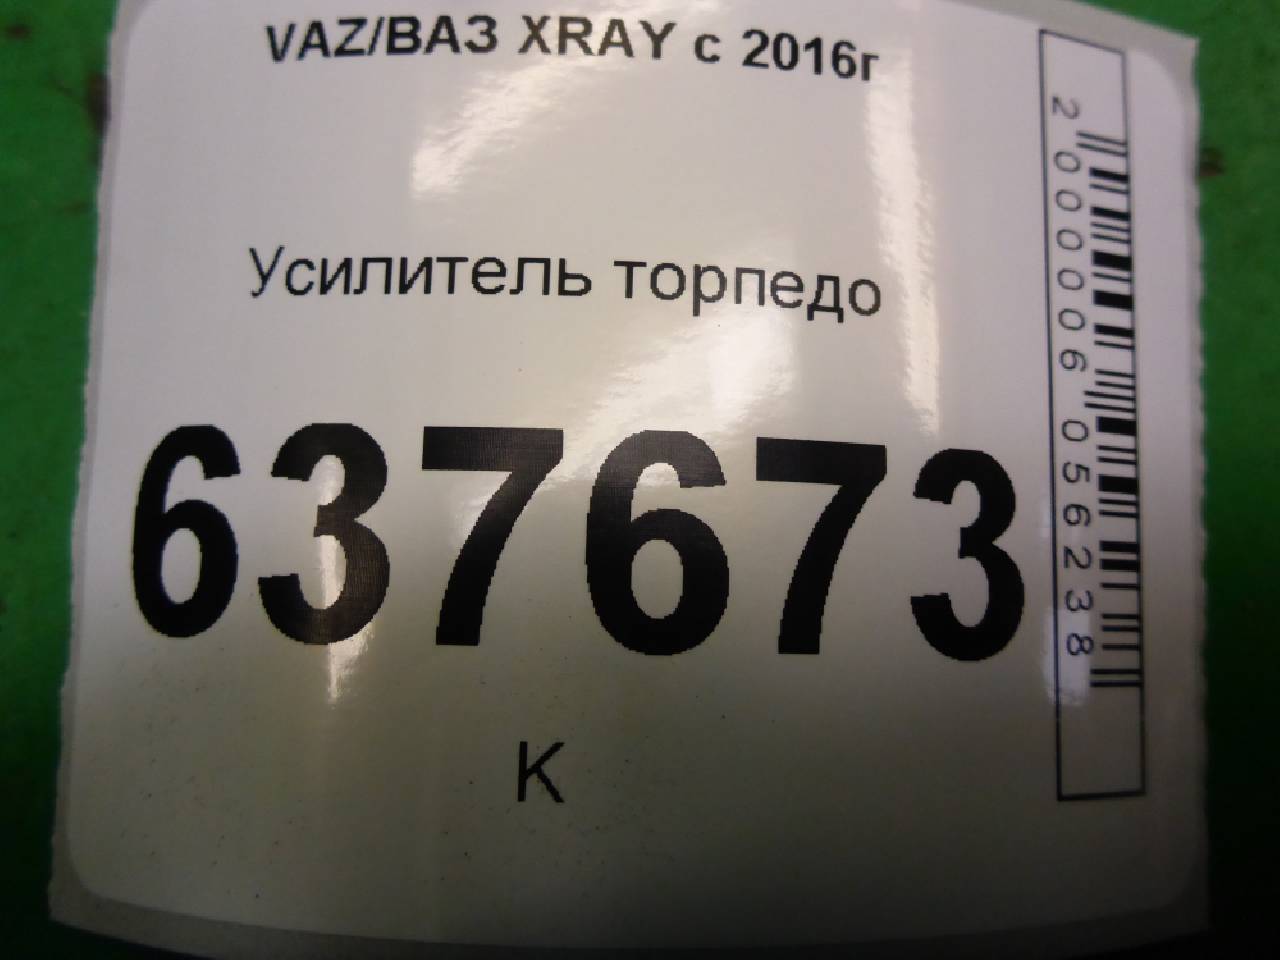 VAZ/ВАЗ XRAY с 2016г
Усилитель торпедо
637673
К
2000006056238